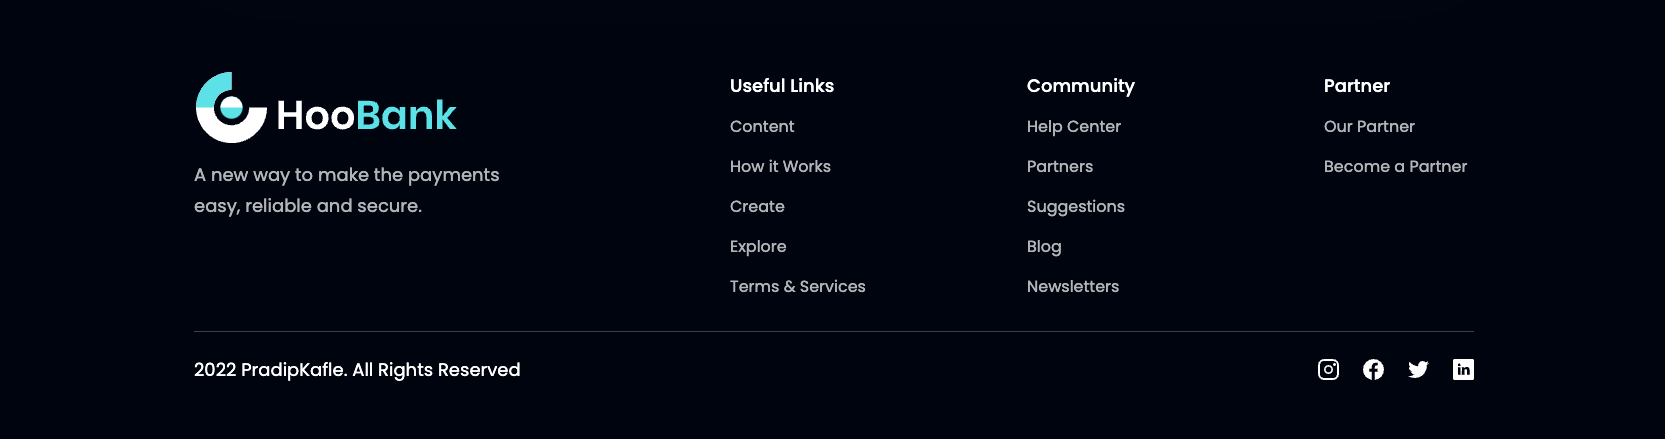 HooBank
A new way to make the payments
easy, reliable and secure.
Useful Links
Content
How it Works
Create
Explore
Terms & Services
Community
Help Center
Partners
Suggestions
Blog
Newsletters
Partner
Our Partner
Become a Partner
2022 PradipKafle. All Rights Reserved